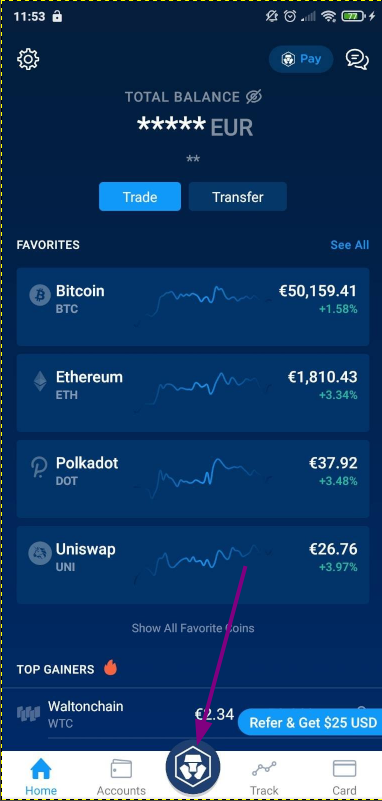 11:53
77
Pay
TOTAL BALANCE
***** EUR
**
Trade
Transfer
FAVORITES
See All
Bitcoin
€50,159.41
BTC
+1.58%
Ethereum
€1,810.43
ETH
+3.34%
Polkadot
€37.92
DOT
+3.48%
Uniswap
€26.76
UNI
+3.97%
Show All Favorite Coins
TOP GAINERS
Waltonchain
€2.34
WTC
Refer & Get $25 USD
Home
Accounts
Track
Card